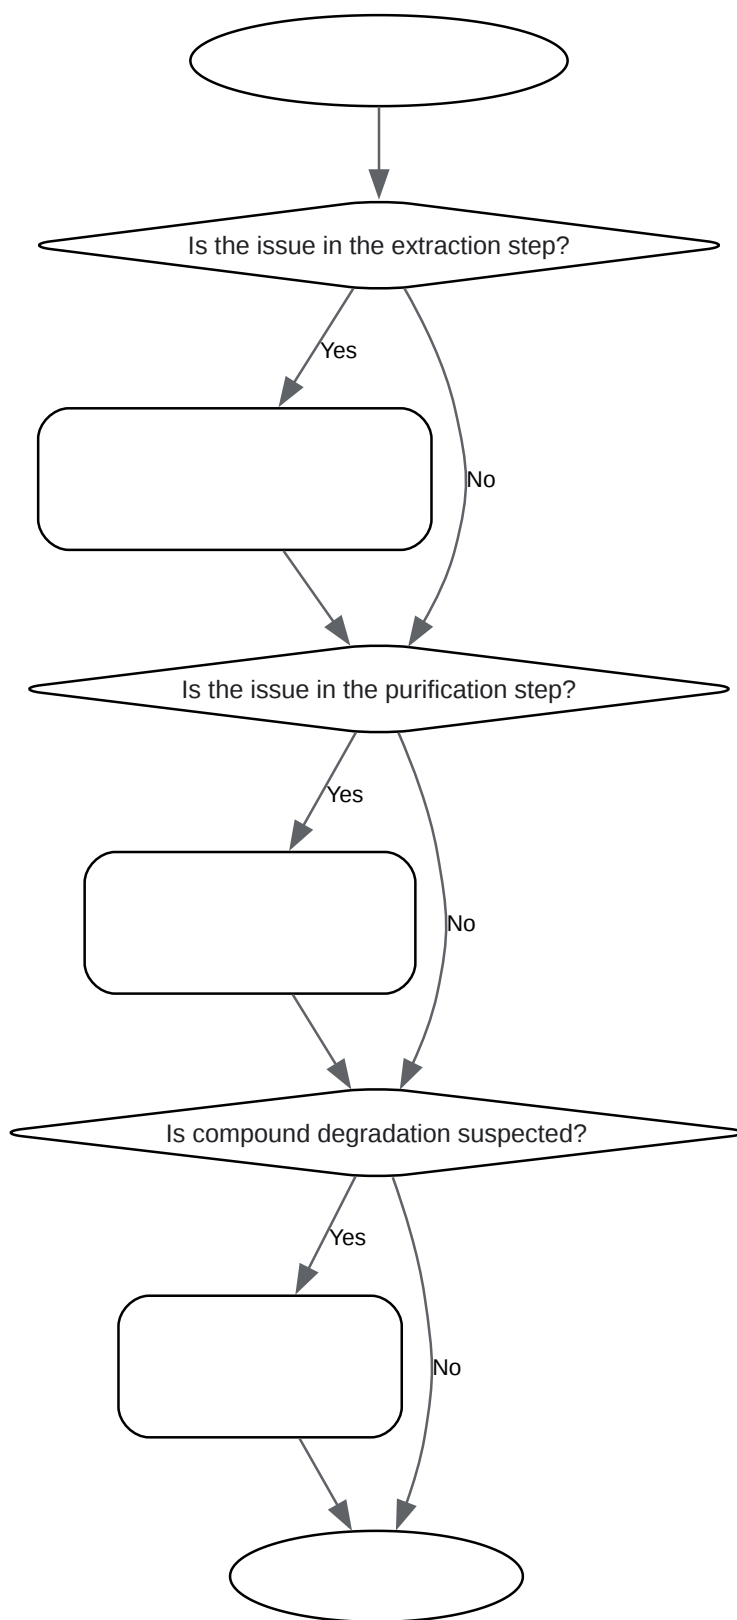 Is the issue in the extraction step?
Yes
No
Is the issue in the purification step?
Yes
No
Is compound degradation suspected?
Yes
No